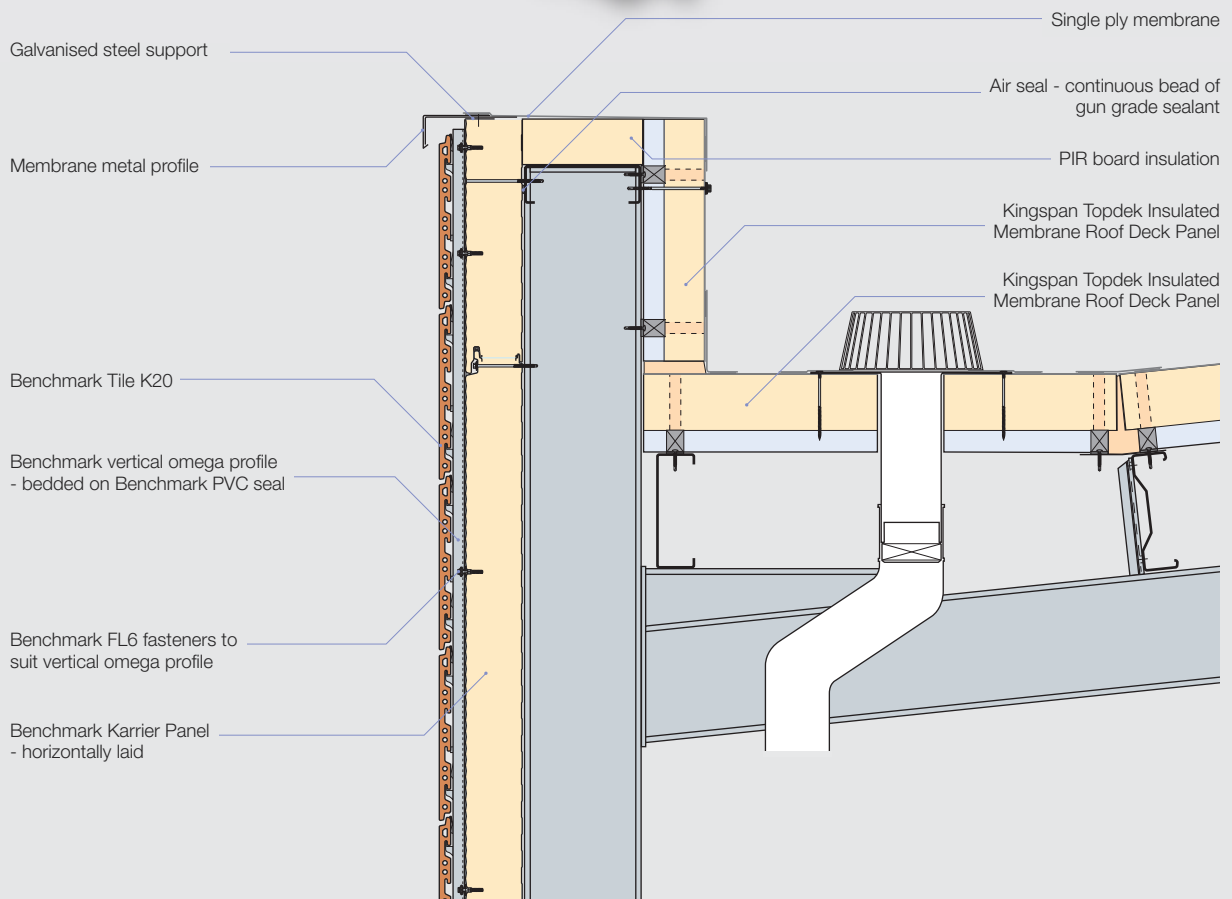 Single ply membrane
Galvanised steel support
Air seal - continuous bead of
gun grade sealant
Membrane metal profile
PIR board insulation
Kingspan Topdek Insulated
Membrane Roof Deck Panel
Kingspan Topdek Insulated
Membrane Roof Deck Panel
Benchmark Tile K20
Benchmark vertical omega profile
- bedded on Benchmark PVC seal
Benchmark FL6 fasteners to
suit vertical omega profile
Benchmark Karrier Panel
- horizontally laid